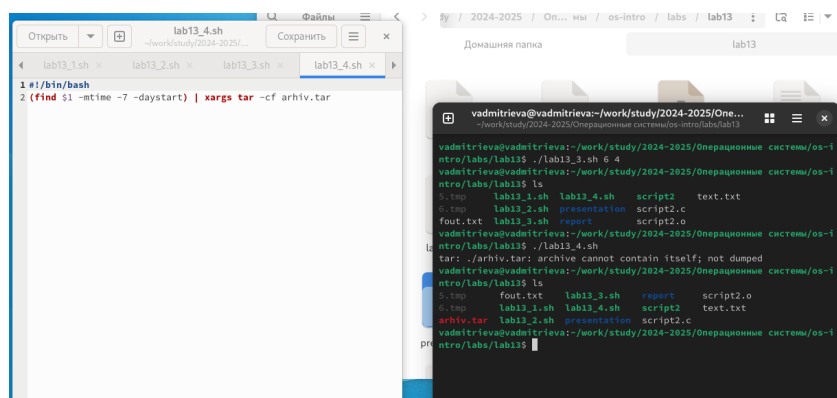 Файлы
Открыть
lab13_4.sh
~/work/study/2024-2025/...
Сохранить
lab13_1.sh ×
lab13_2.sh ×
lab13_3.sh ×
lab13_4.sh ×
1 #!/bin/bash
2 (find $1 -mtime -7 -daystart) | xargs tar -cf arhiv.tar
dy / 2024-2025 / Оп... мы / os-intro / labs / lab13
Домашняя папка
lab13
vadmitrieva@vadmitrieva:~/work/study/2024-2025/Опе...
~/work/study/2024-2025/Операционные системы/os-intro/labs/lab13
vadmitrieva@vadmitrieva:~/work/study/2024-2025/Операционные системы/os-i
ntro/labs/lab13$ ./lab13_3.sh 6 4
vadmitrieva@vadmitrieva:~/work/study/2024-2025/Операционные системы/os-i
ntro/labs/lab13$ ls
5.tmp lab13_1.sh lab13_4.sh script2 text.txt
6.tmp lab13_2.sh presentation script2.c
fout.txt lab13_3.sh report script2.o
vadmitrieva@vadmitrieva:~/work/study/2024-2025/Операционные системы/os-i
ntro/labs/lab13$ ./lab13_4.sh
tar: ./arhiv.tar: archive cannot contain itself; not dumped
vadmitrieva@vadmitrieva:~/work/study/2024-2025/Операционные системы/os-i
ntro/labs/lab13$ ls
5.tmp fout.txt lab13_3.sh report script2.o
6.tmp lab13_1.sh lab13_4.sh script2 text.txt
arhiv.tar lab13_2.sh presentation script2.c
vadmitrieva@vadmitrieva:~/work/study/2024-2025/Операционные системы/os-i
ntro/labs/lab13$